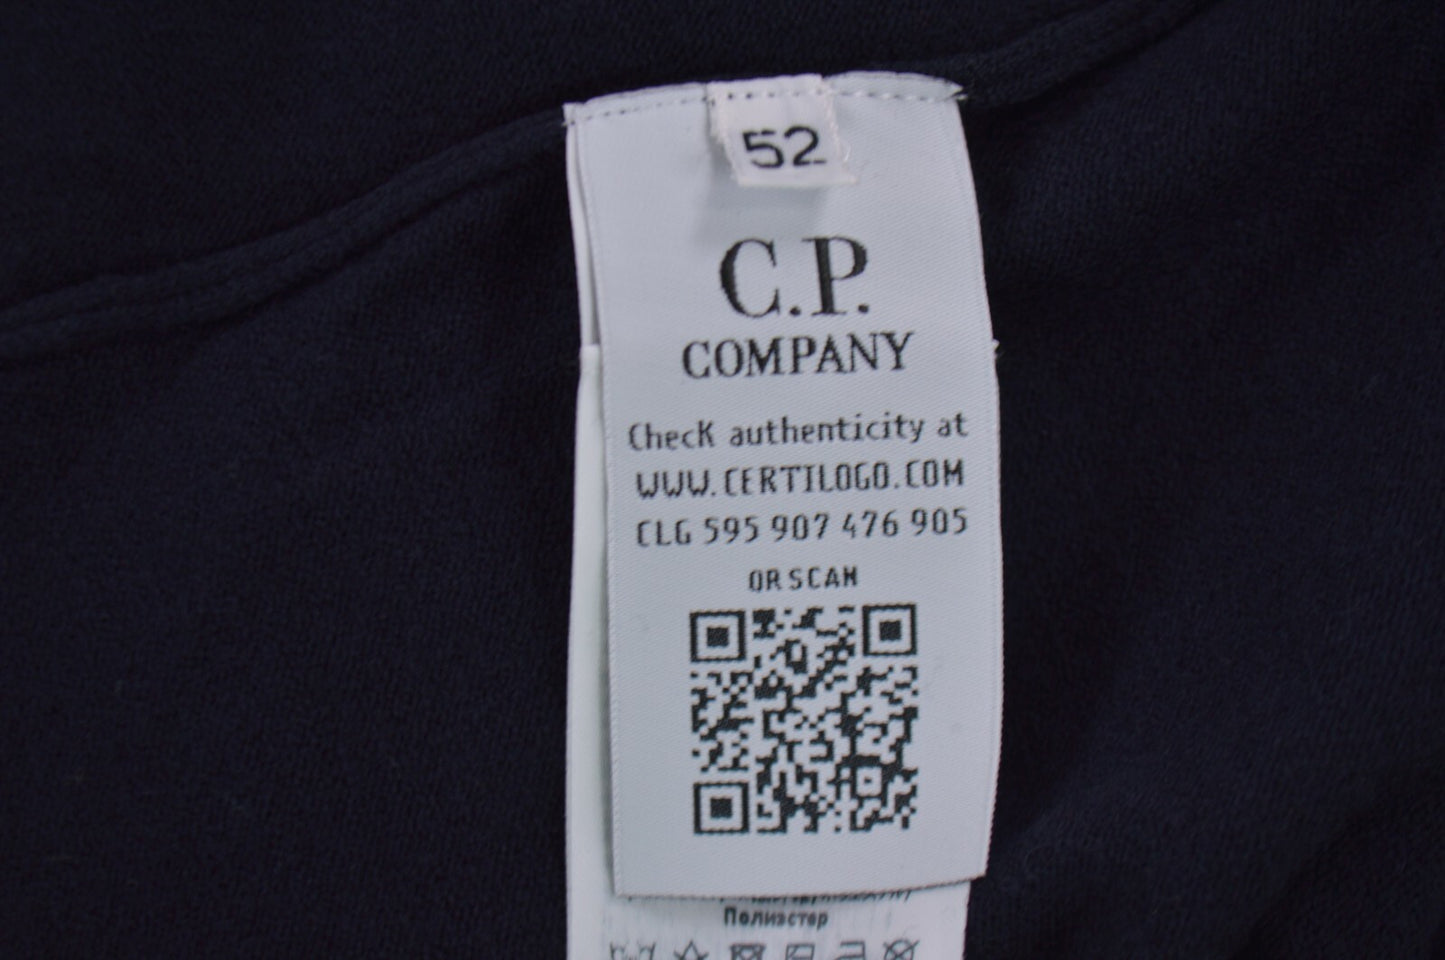 52
C.P.
COMPANY
Check authenticity at
WWW.CERTILOGO.COM
CLG 595 907 476 905
OR SCAN
Полиэстер